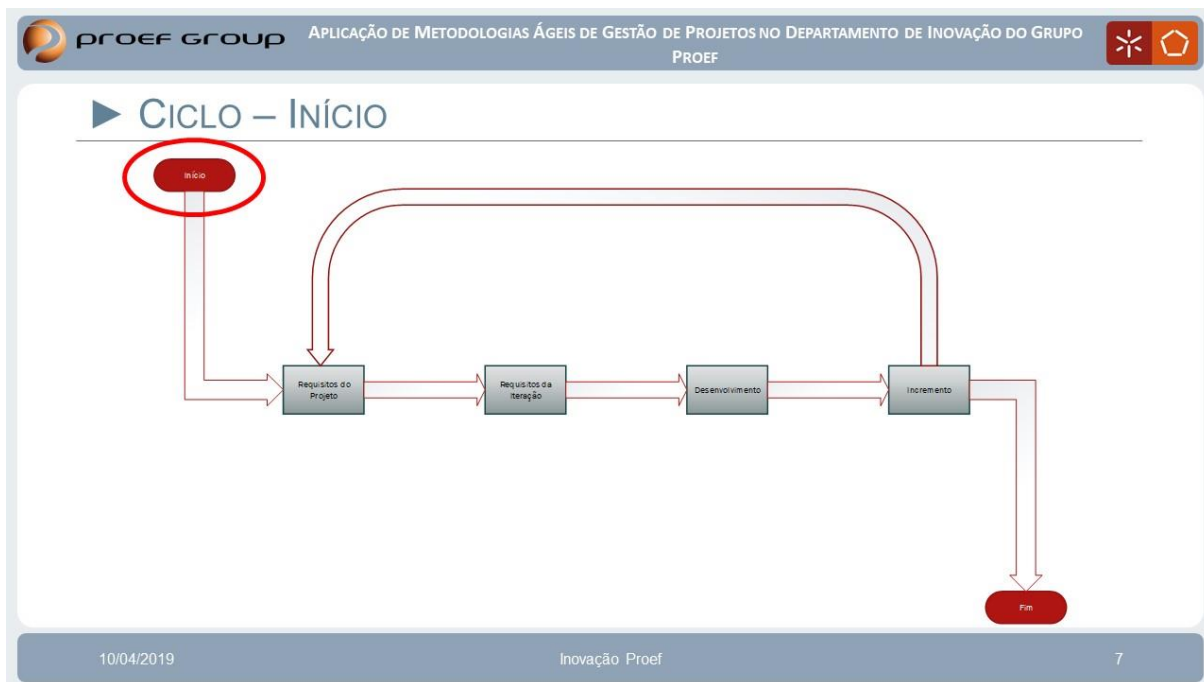 proef group
Aplicação de Metodologias Ágeis de Gestão de Projetos no Departamento de Inovação do Grupo
Proef
► Ciclo – Início
Início
Requisitos do
Projeto
Requisitos da
Iteração
Desenvolvimento
Incremento
Fim
10/04/2019
Inovação Proef
7